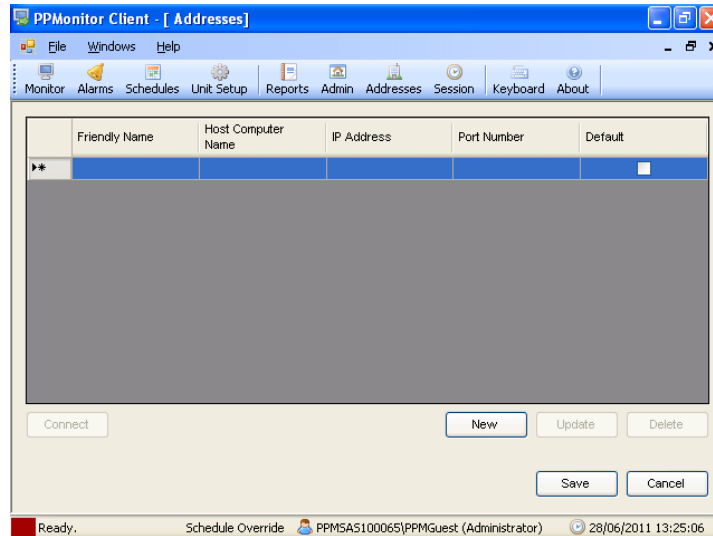 PPMonitor Client - [ Addresses]
File Windows Help
Monitor Alarms Schedules Unit Setup Reports Admin Addresses Session Keyboard About
Friendly Name Host Computer Name IP Address Port Number Default
Connect New Update Delete
Save Cancel
Ready. Schedule Override PPMSAS100065\PPMGuest (Administrator) 28/06/2011 13:25:06